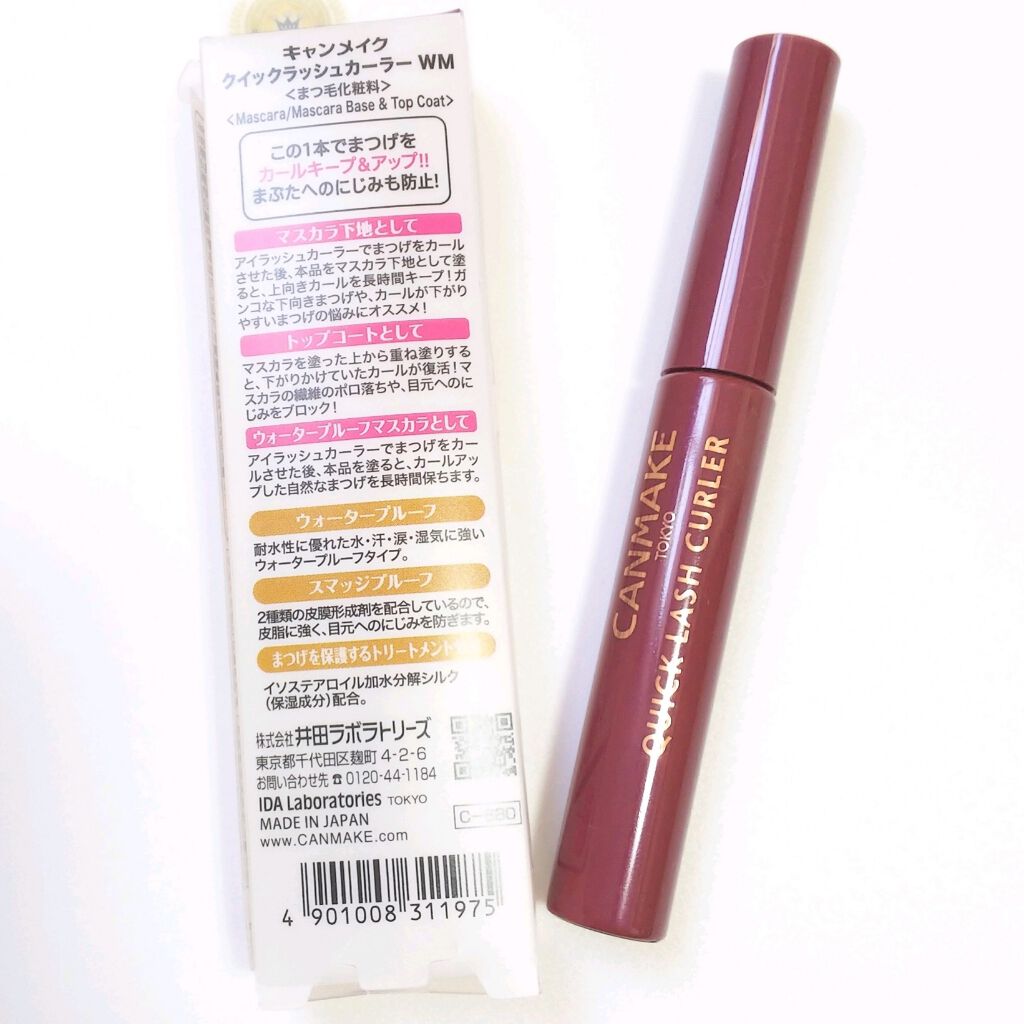 キャンメイク
クイックラッシュカーラー WM
＜まつ毛化粧料＞
＜Mascara/Mascara Base & Top Coat＞
この1本でまつげを
カールキープ&アップ!!
まぶたへのにじみも防止!
マスカラ下地として
アイラッシュカーラーでまつげをカール
させた後、本品をマスカラ下地として塗
ると、上向きカールを長時間キープ!ガ
ンコな下向きまつげや、カールが下がり
やすいまつげの悩みにオススメ!
トップコートとして
マスカラを塗った上から重ね塗りする
と、下がりかけていたカールが復活!マ
スカラの繊維のポロ落ちや、目元へのに
じみをブロック!
ウォータープルーフマスカラとして
アイラッシュカーラーでまつげをカー
ルさせた後、本品を塗ると、カールアッ
プした自然なまつげを長時間保ちます。
ウォータープルーフ
耐水性に優れた水・汗・涙・湿気に強い
ウォータープルーフタイプ。
スマッジプルーフ
2種類の皮膜形成剤を配合しているので、
皮脂に強く、目元へのにじみを防ぎます。
まつげを保護するトリートメント
イソステアロイル加水分解シルク
(保湿成分)配合。
株式会社 井田ラボラトリーズ
東京都千代田区麹町 4-2-6
お問い合わせ先 ☎ 0120-44-1184
IDA Laboratories TOKYO
MADE IN JAPAN
www.CANMAKE.com
4 901008 311975
CANMAKE
TOKYO
QUICK LASH CURLER